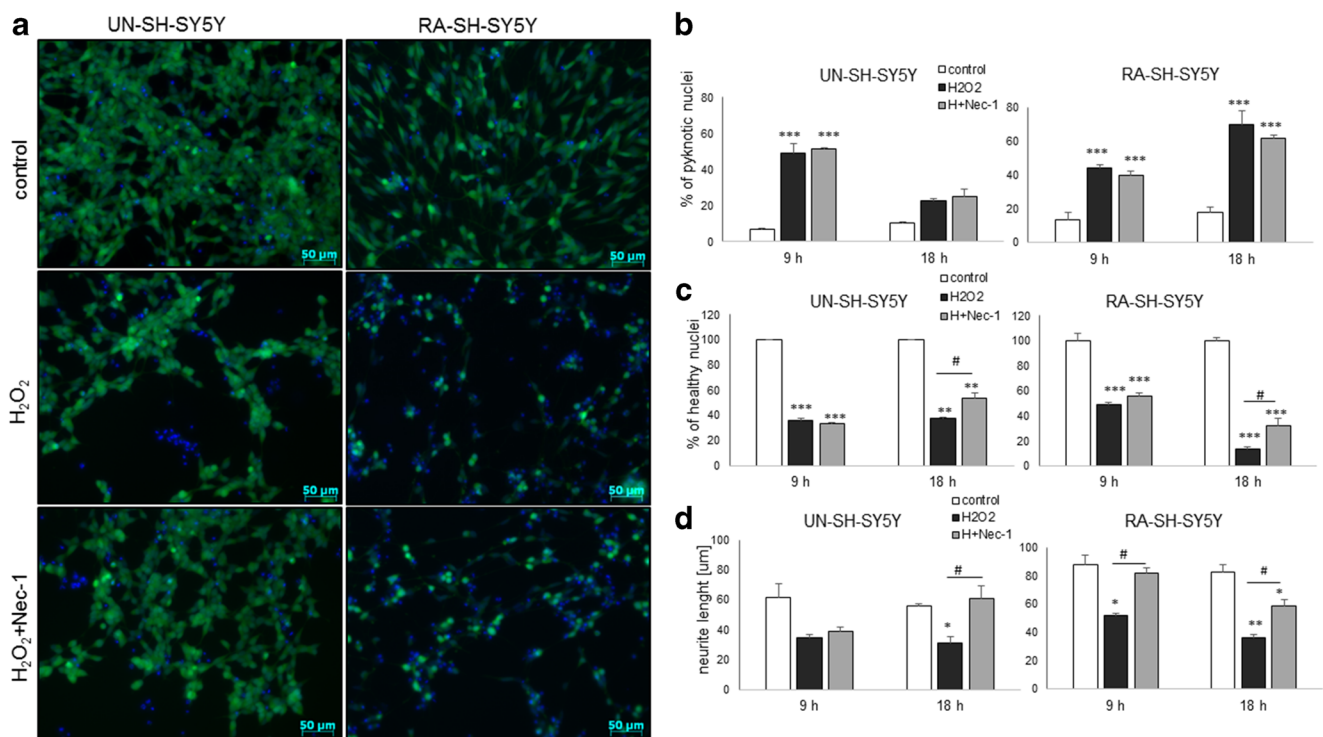 a
UN-SH-SY5Y
RA-SH-SY5Y
control
50 µm
50 µm
H₂O₂
50 µm
50 µm
H₂O₂+Nec-1
50 µm
50 µm
b
UN-SH-SY5Y
control
H2O2
H+Nec-1
RA-SH-SY5Y
% of pyknotic nuclei
80
60
40
20
0
*** ***
9 h
18 h
80
60
40
20
0
*** ***
*** ***
9 h
18 h
c
UN-SH-SY5Y
control
H2O2
H+Nec-1
RA-SH-SY5Y
% of healthy nuclei
120
100
80
60
40
20
0
*** ***
#
** **
9 h
18 h
120
100
80
60
40
20
0
*** ***
#
*** ***
9 h
18 h
d
UN-SH-SY5Y
control
H2O2
H+Nec-1
RA-SH-SY5Y
neurite lenght [um]
80
60
40
20
0
#
*
9 h
18 h
100
80
60
40
20
0
#
*
#
** *
9 h
18 h